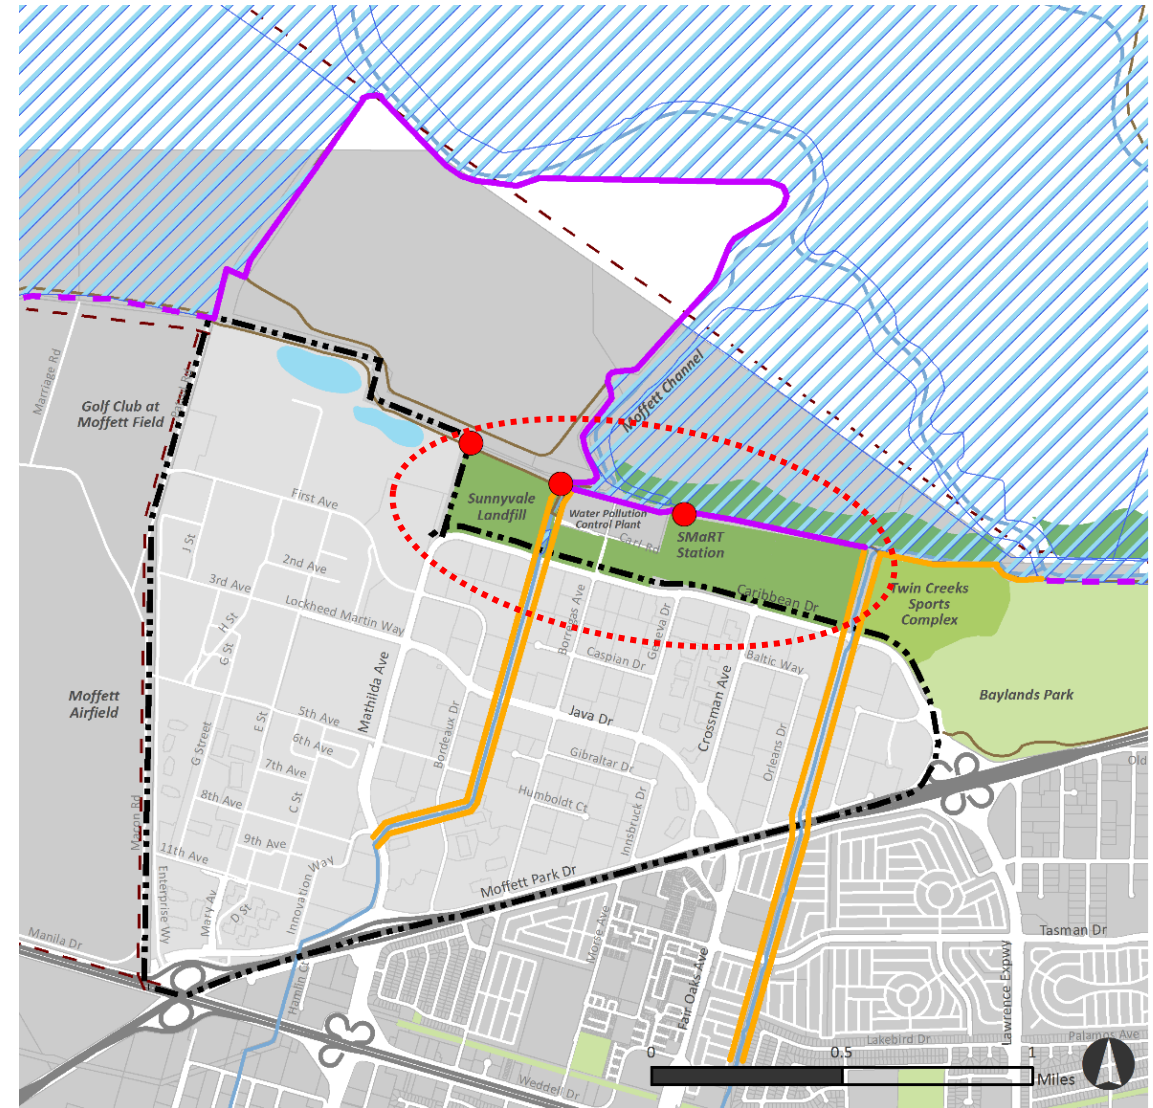 Marriage Rd
Golf Club at
Moffett Field
Moffett Channel
Sunnyvale
Landfill
Water Pollution
Control Plant
Carl Rd
SMaRT
Station
First Ave
J St
2nd Ave
3rd Ave
Lockheed Martin Way
H St
G St
Borregas Ave
Geneva Dr
Caribbean Dr
Twin Creeks
Sports
Complex
Caspian Dr
Baltic Way
Moffett
Airfield
Mathilda Ave
Crossman Ave
Baylands Park
5th Ave
E St
G Street
6th Ave
Java Dr
Bordeaux Dr
Orleans Dr
7th Ave
Gibraltar Dr
Old
8th Ave
C St
Humboldt Ct
Innsbruck Dr
Macon Rd
9th Ave
11th Ave
Innovation Way
Moffett Park Dr
Enterprise Wy
Mary Av
D St
Manila Dr
Morse Ave
Tasman Dr
Hamlin Ct
Fair Oaks Ave
Lawrence Expwy
Lakebird Dr
Palamos Ave
0 0.5 1
Miles
Weddell Dr